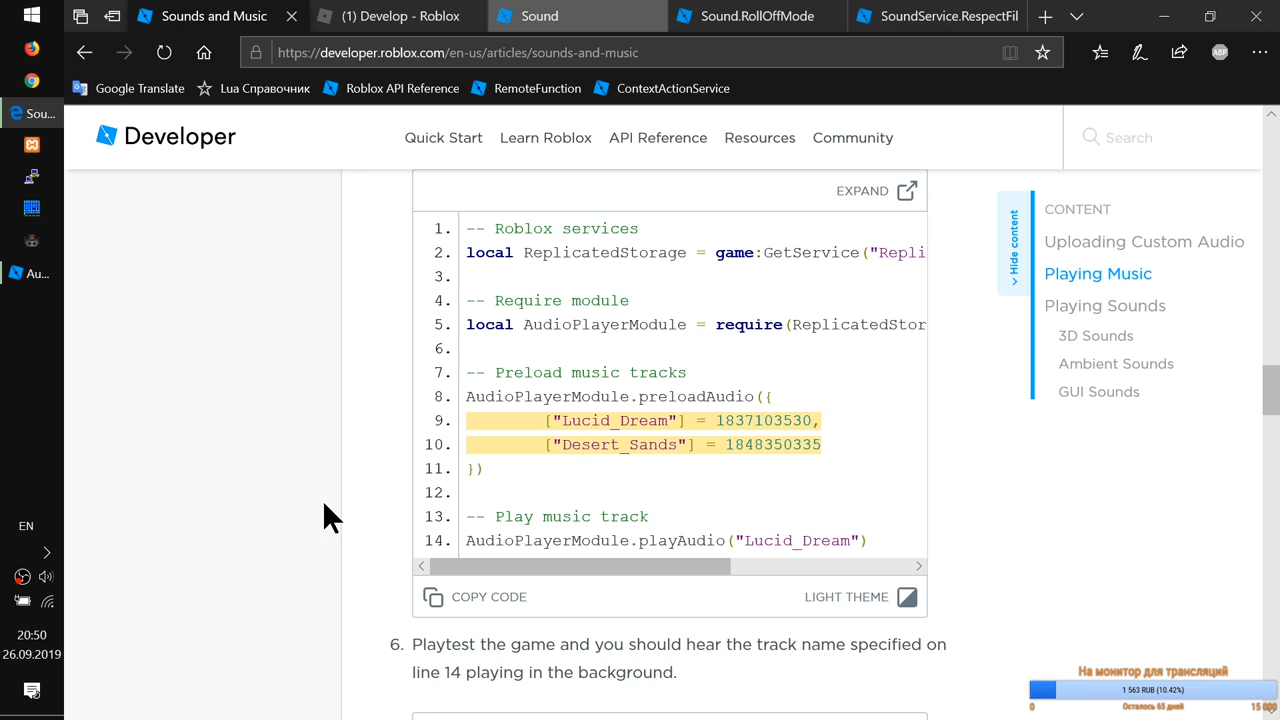 Sounds and Music
(1) Develop - Roblox
Sound
Sound.RollOffMode
SoundService.RespectFil
https://developer.roblox.com/en-us/articles/sounds-and-music
ABP
Google Translate
Lua Справочник
Roblox API Reference
RemoteFunction
ContextActionService
Sou...
Au...
EN
20:50
26.09.2019
Developer
Quick Start
Learn Roblox
API Reference
Resources
Community
Search
EXPAND
1. -- Roblox services
2. local ReplicatedStorage = game:GetService("Repli
3.
4. -- Require module
5. local AudioPlayerModule = require(ReplicatedStor
6.
7. -- Preload music tracks
8. AudioPlayerModule.preloadAudio({
9. ["Lucid_Dream"] = 1837103530,
10. ["Desert_Sands"] = 1848350335
11. })
12.
13. -- Play music track
14. AudioPlayerModule.playAudio("Lucid_Dream")
COPY CODE
LIGHT THEME
6. Playtest the game and you should hear the track name specified on
line 14 playing in the background.
Hide content
CONTENT
Uploading Custom Audio
Playing Music
Playing Sounds
3D Sounds
Ambient Sounds
GUI Sounds
На монитор для трансляций
1 563 RUB (10.42%)
0
Осталось 65 дней
15 000